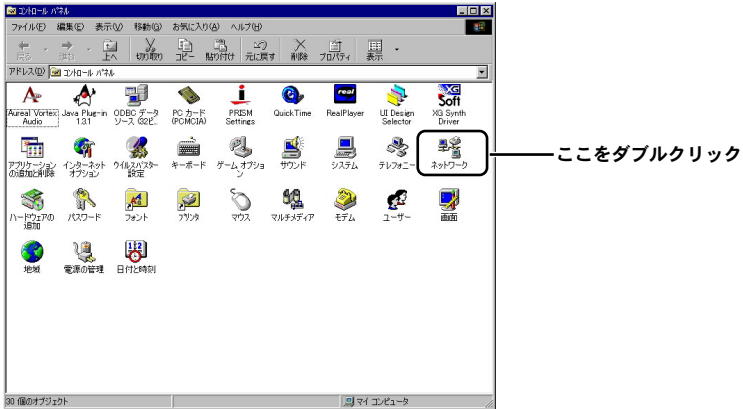 コントロール パネル
ファイル(F) 編集(E) 表示(V) 移動(G) お気に入り(A) ヘルプ(H)
戻る 進む 上へ 切り取り コピー 貼り付け 元に戻す 削除 プロパティ 表示
アドレス(D) コントロール パネル
Aureal Vortex Audio
Java Plug-in 1.3.1
ODBC データ ソース (32ビ...
PC カード (PCMCIA)
PRISM Settings
QuickTime
real
RealPlayer
UI Design Selector
XG Soft
XG Synth Driver
アプリケーションの追加と削除
インターネット オプション
ウイルスバスター設定
キーボード
ゲーム オプション
サウンド
システム
テレフォニー
ネットワーク
ここをダブルクリック
ハードウェアの追加
パスワード
フォント
プリンタ
マウス
マルチメディア
モデム
ユーザー
画面
地域
電源の管理
日付と時刻
30 個のオブジェクト
マイ コンピュータ